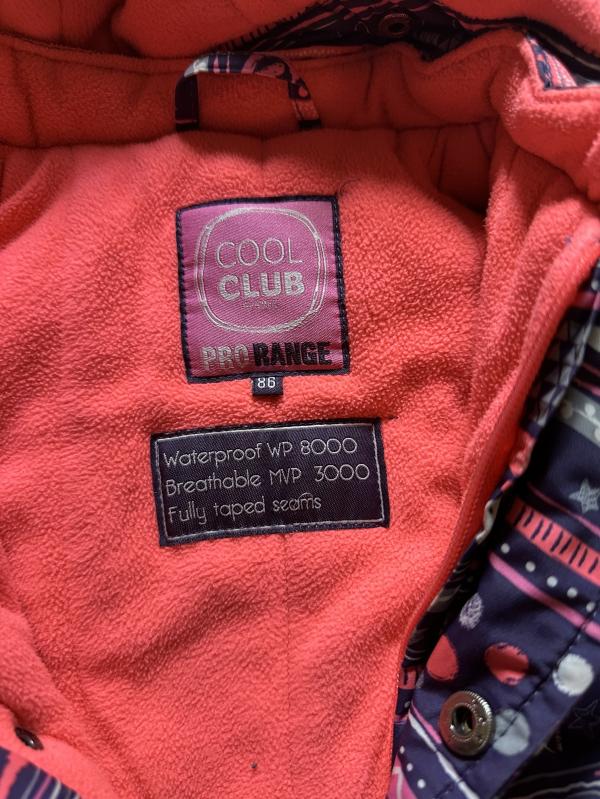 COOL
CLUB
PRO RANGE
86
Waterproof WP 8000
Breathable MVP 3000
Fully taped seams